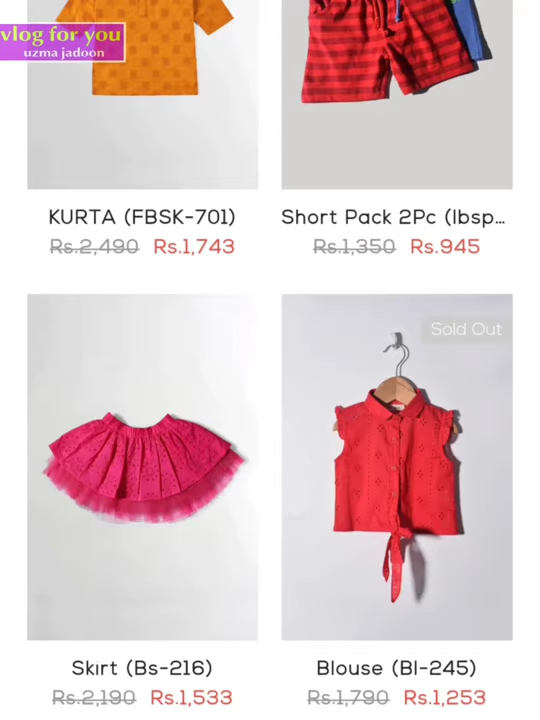 vlog for you
uzma jadoon
KURTA (FBSK-701)
Rs.2,490 Rs.1,743
Short Pack 2Pc (Ibsp...
Rs.1,350 Rs.945
Sold Out
Skirt (Bs-216)
Rs.2,190 Rs.1,533
Blouse (Bl-245)
Rs.1,790 Rs.1,253